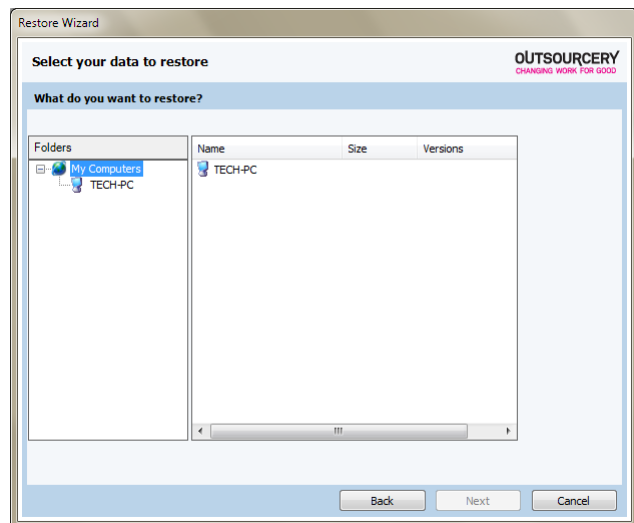 Restore Wizard
Select your data to restore
OUTSOURCERY
CHANGING WORK FOR GOOD
What do you want to restore?
Folders
Name Size Versions
My Computers
TECH-PC
TECH-PC
Back Next Cancel